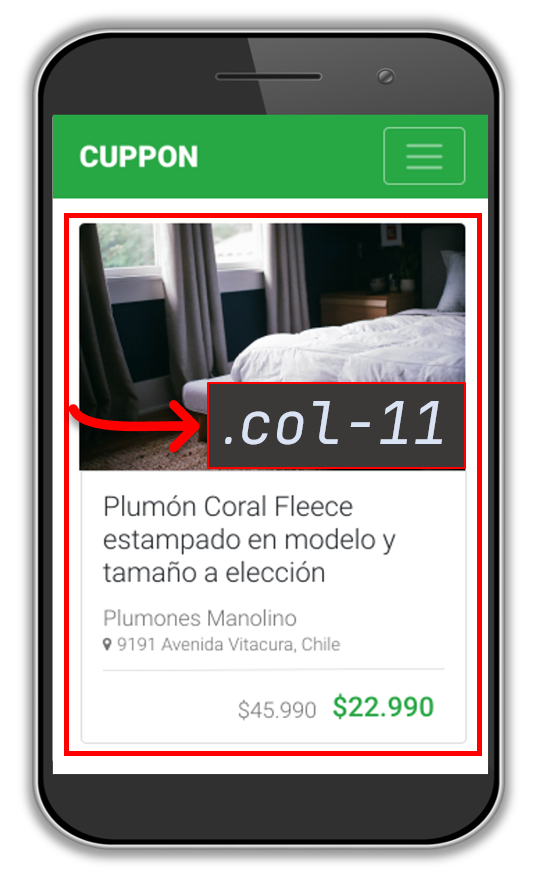 CUPPON
.col-11
Plumón Coral Fleece
estampado en modelo y
tamaño a elección
Plumones Manolino
9191 Avenida Vitacura, Chile
$45.990 $22.990